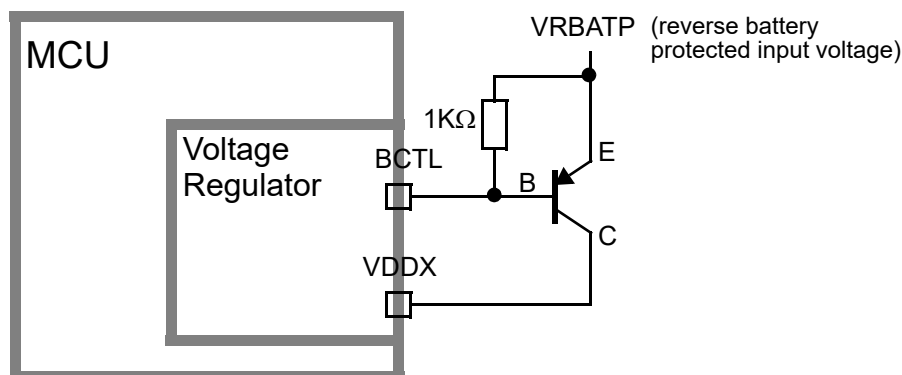 MCU
VRBATP (reverse battery
protected input voltage)
1KΩ
Voltage
Regulator
BCTL
B
E
C
VDDX